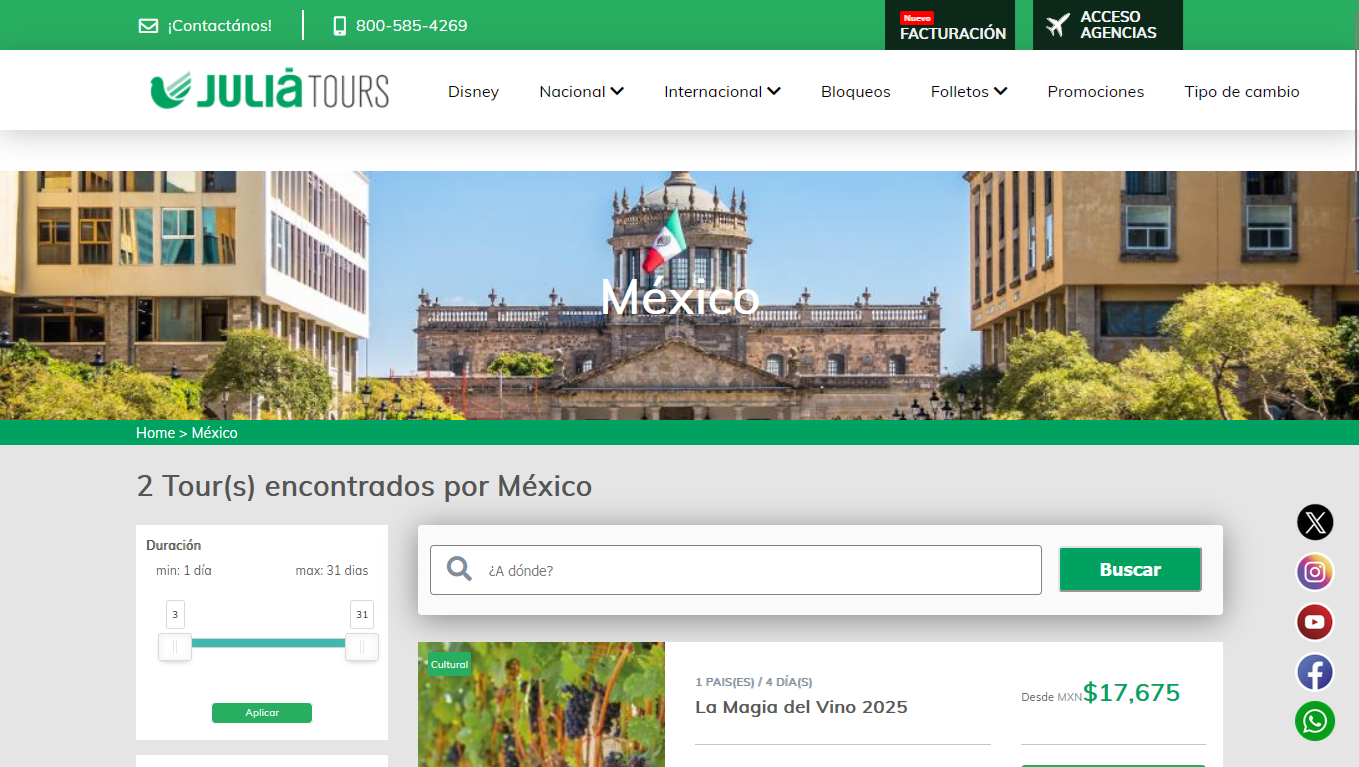 ¡Contactános!
800-585-4269
Nuevo
FACTURACIÓN
ACCESO
AGENCIAS
JULIÀ TOURS
Disney
Nacional
Internacional
Bloqueos
Folletos
Promociones
Tipo de cambio
México
Home > México
2 Tour(s) encontrados por México
Duración
min: 1 día
max: 31 dias
3
31
Aplicar
¿A dónde?
Buscar
Cultural
1 PAIS(ES) / 4 DÍA(S)
La Magia del Vino 2025
Desde MXN$17,675